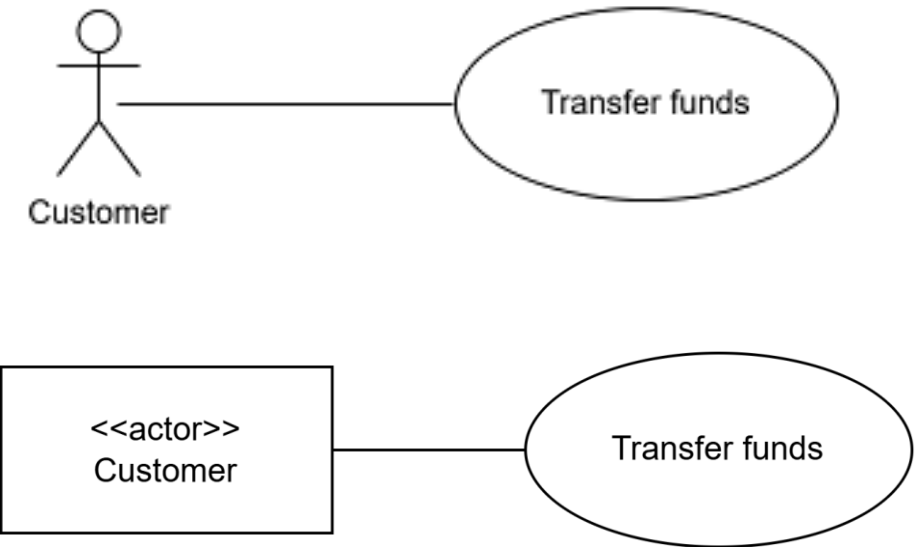 Transfer funds
Customer
<<actor>>
Customer
Transfer funds